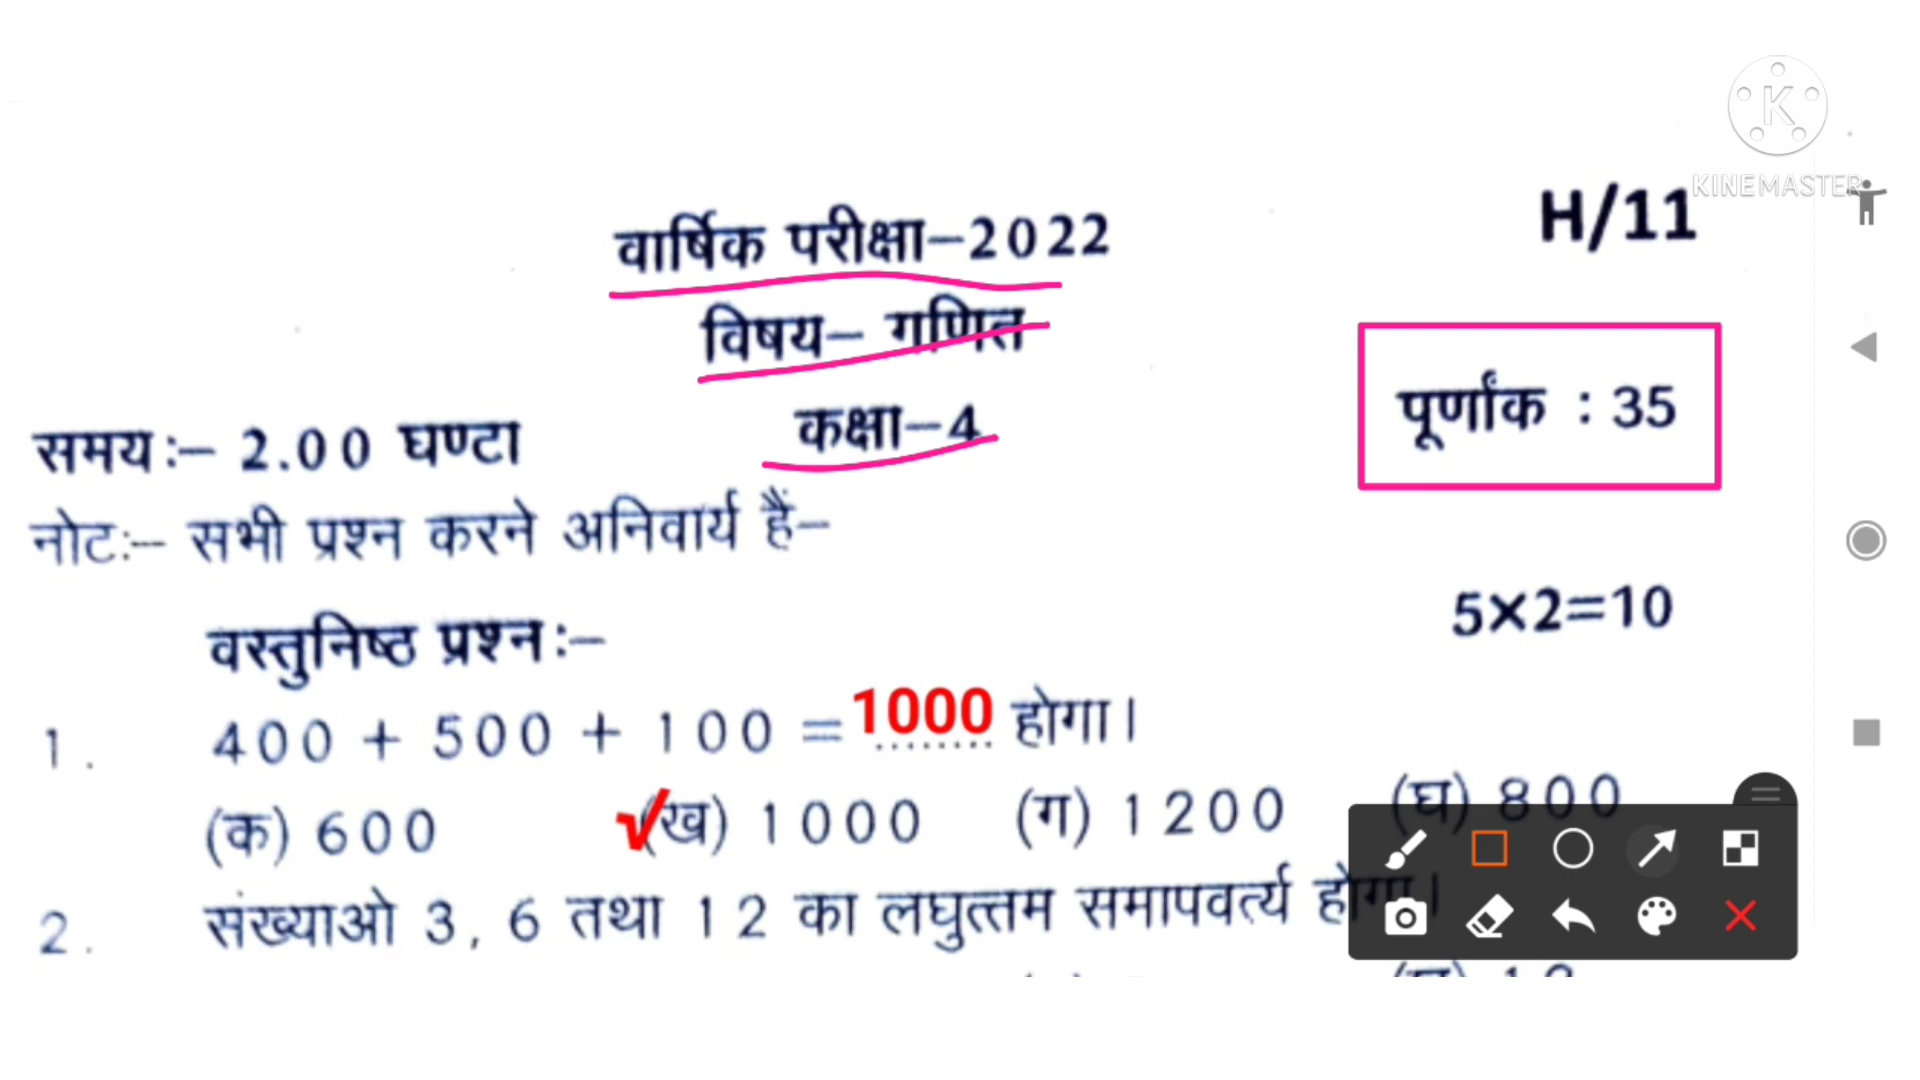 KINEMASTER
H/11
वार्षिक परीक्षा–2022
विषय– गणित
समय:– 2.00 घण्टा
कक्षा–4
पूर्णांक : 35
नोट:– सभी प्रश्न करने अनिवार्य हैं–
वस्तुनिष्ठ प्रश्न:–
5×2=10
1. 400 + 500 + 100 = 1000 होगा।
(क) 600 (ख) 1000 (ग) 1200 (घ) 800
2. संख्याओ 3, 6 तथा 12 का लघुत्तम समापवर्त्य होगा।